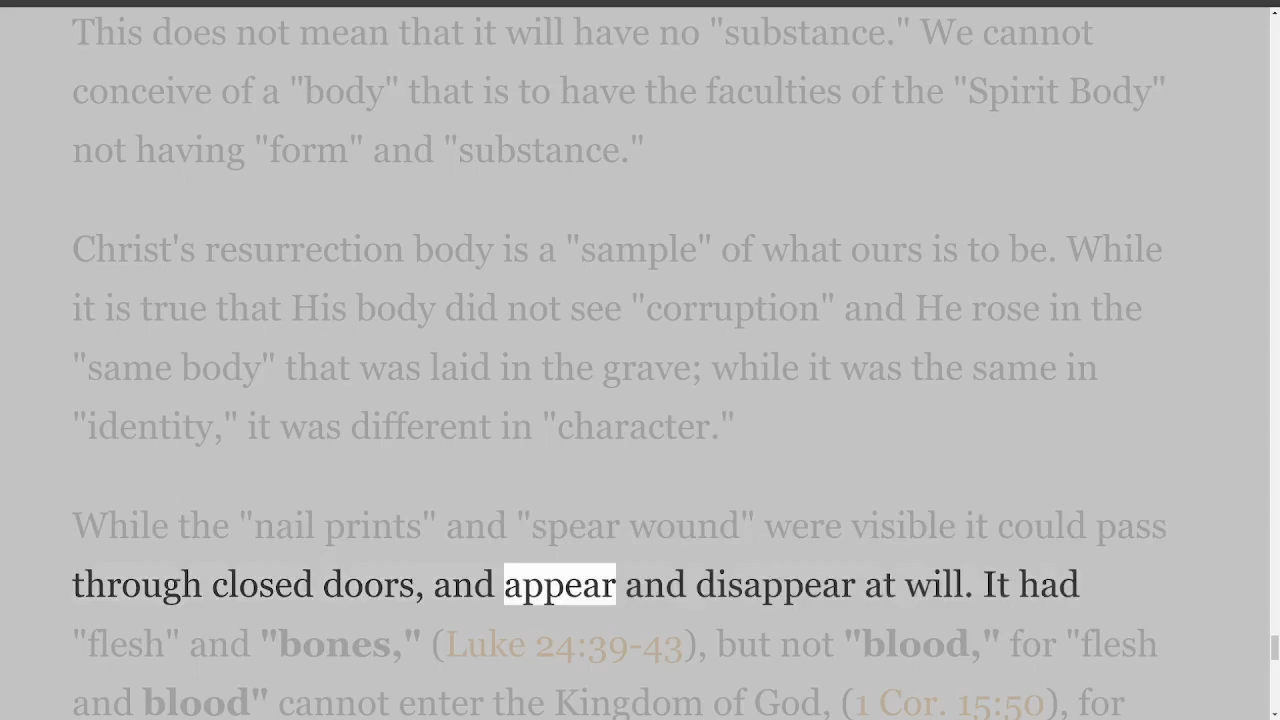 This does not mean that it will have no "substance." We cannot
conceive of a "body" that is to have the faculties of the "Spirit Body"
not having "form" and "substance."
Christ's resurrection body is a "sample" of what ours is to be. While
it is true that His body did not see "corruption" and He rose in the
"same body" that was laid in the grave; while it was the same in
"identity," it was different in "character."
While the "nail prints" and "spear wound" were visible it could pass
through closed doors, and appear and disappear at will. It had
"flesh" and "bones," (Luke 24:39-43), but not "blood," for "flesh
and blood" cannot enter the Kingdom of God, (1 Cor. 15:50), for